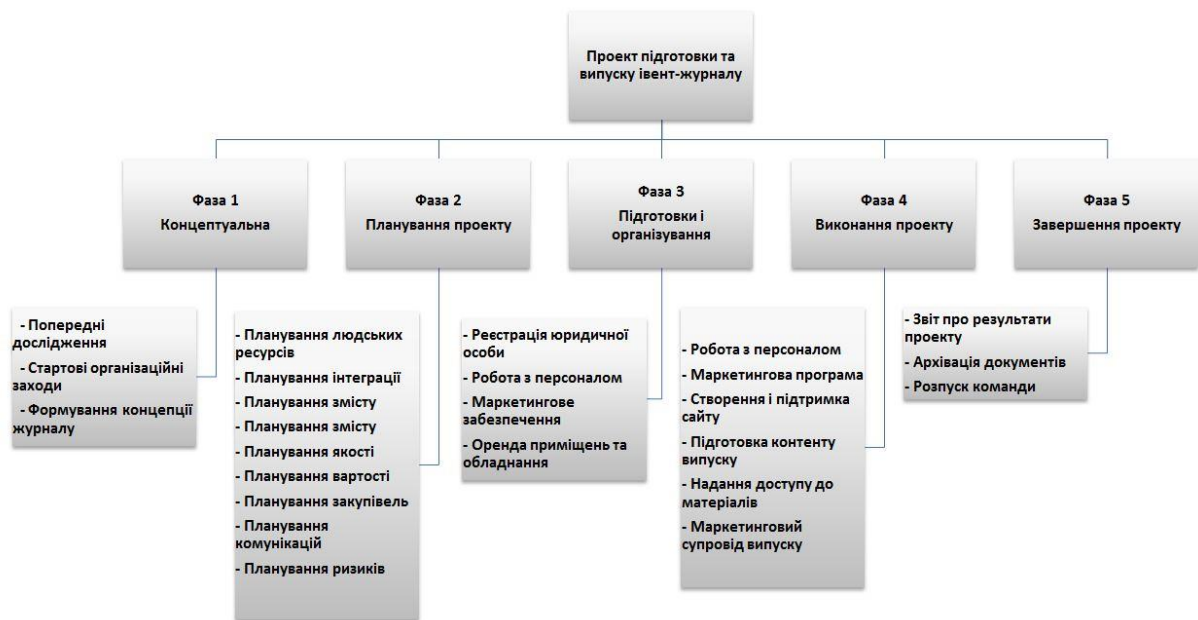 Проект підготовки та
випуску івент-журналу
Фаза 1
Концептуальна
Фаза 2
Планування проекту
Фаза 3
Підготовки і
організування
Фаза 4
Виконання проекту
Фаза 5
Завершення проекту
- Попередні
дослідження
- Стартові організаційні
заходи
- Формування концепції
журналу
- Планування людських
ресурсів
- Планування інтеграції
- Планування змісту
- Планування змісту
- Планування якості
- Планування вартості
- Планування закупівель
- Планування
комунікацій
- Планування ризиків
- Реєстрація юридичної
особи
- Робота з персоналом
- Маркетингове
забезпечення
- Оренда приміщень та
обладнання
- Робота з персоналом
- Маркетингова програма
- Створення і підтримка
сайту
- Підготовка контенту
випуску
- Надання доступу до
матеріалів
- Маркетинговий
супровід випуску
- Звіт про результати
проекту
- Архівація документів
- Розпуск команди